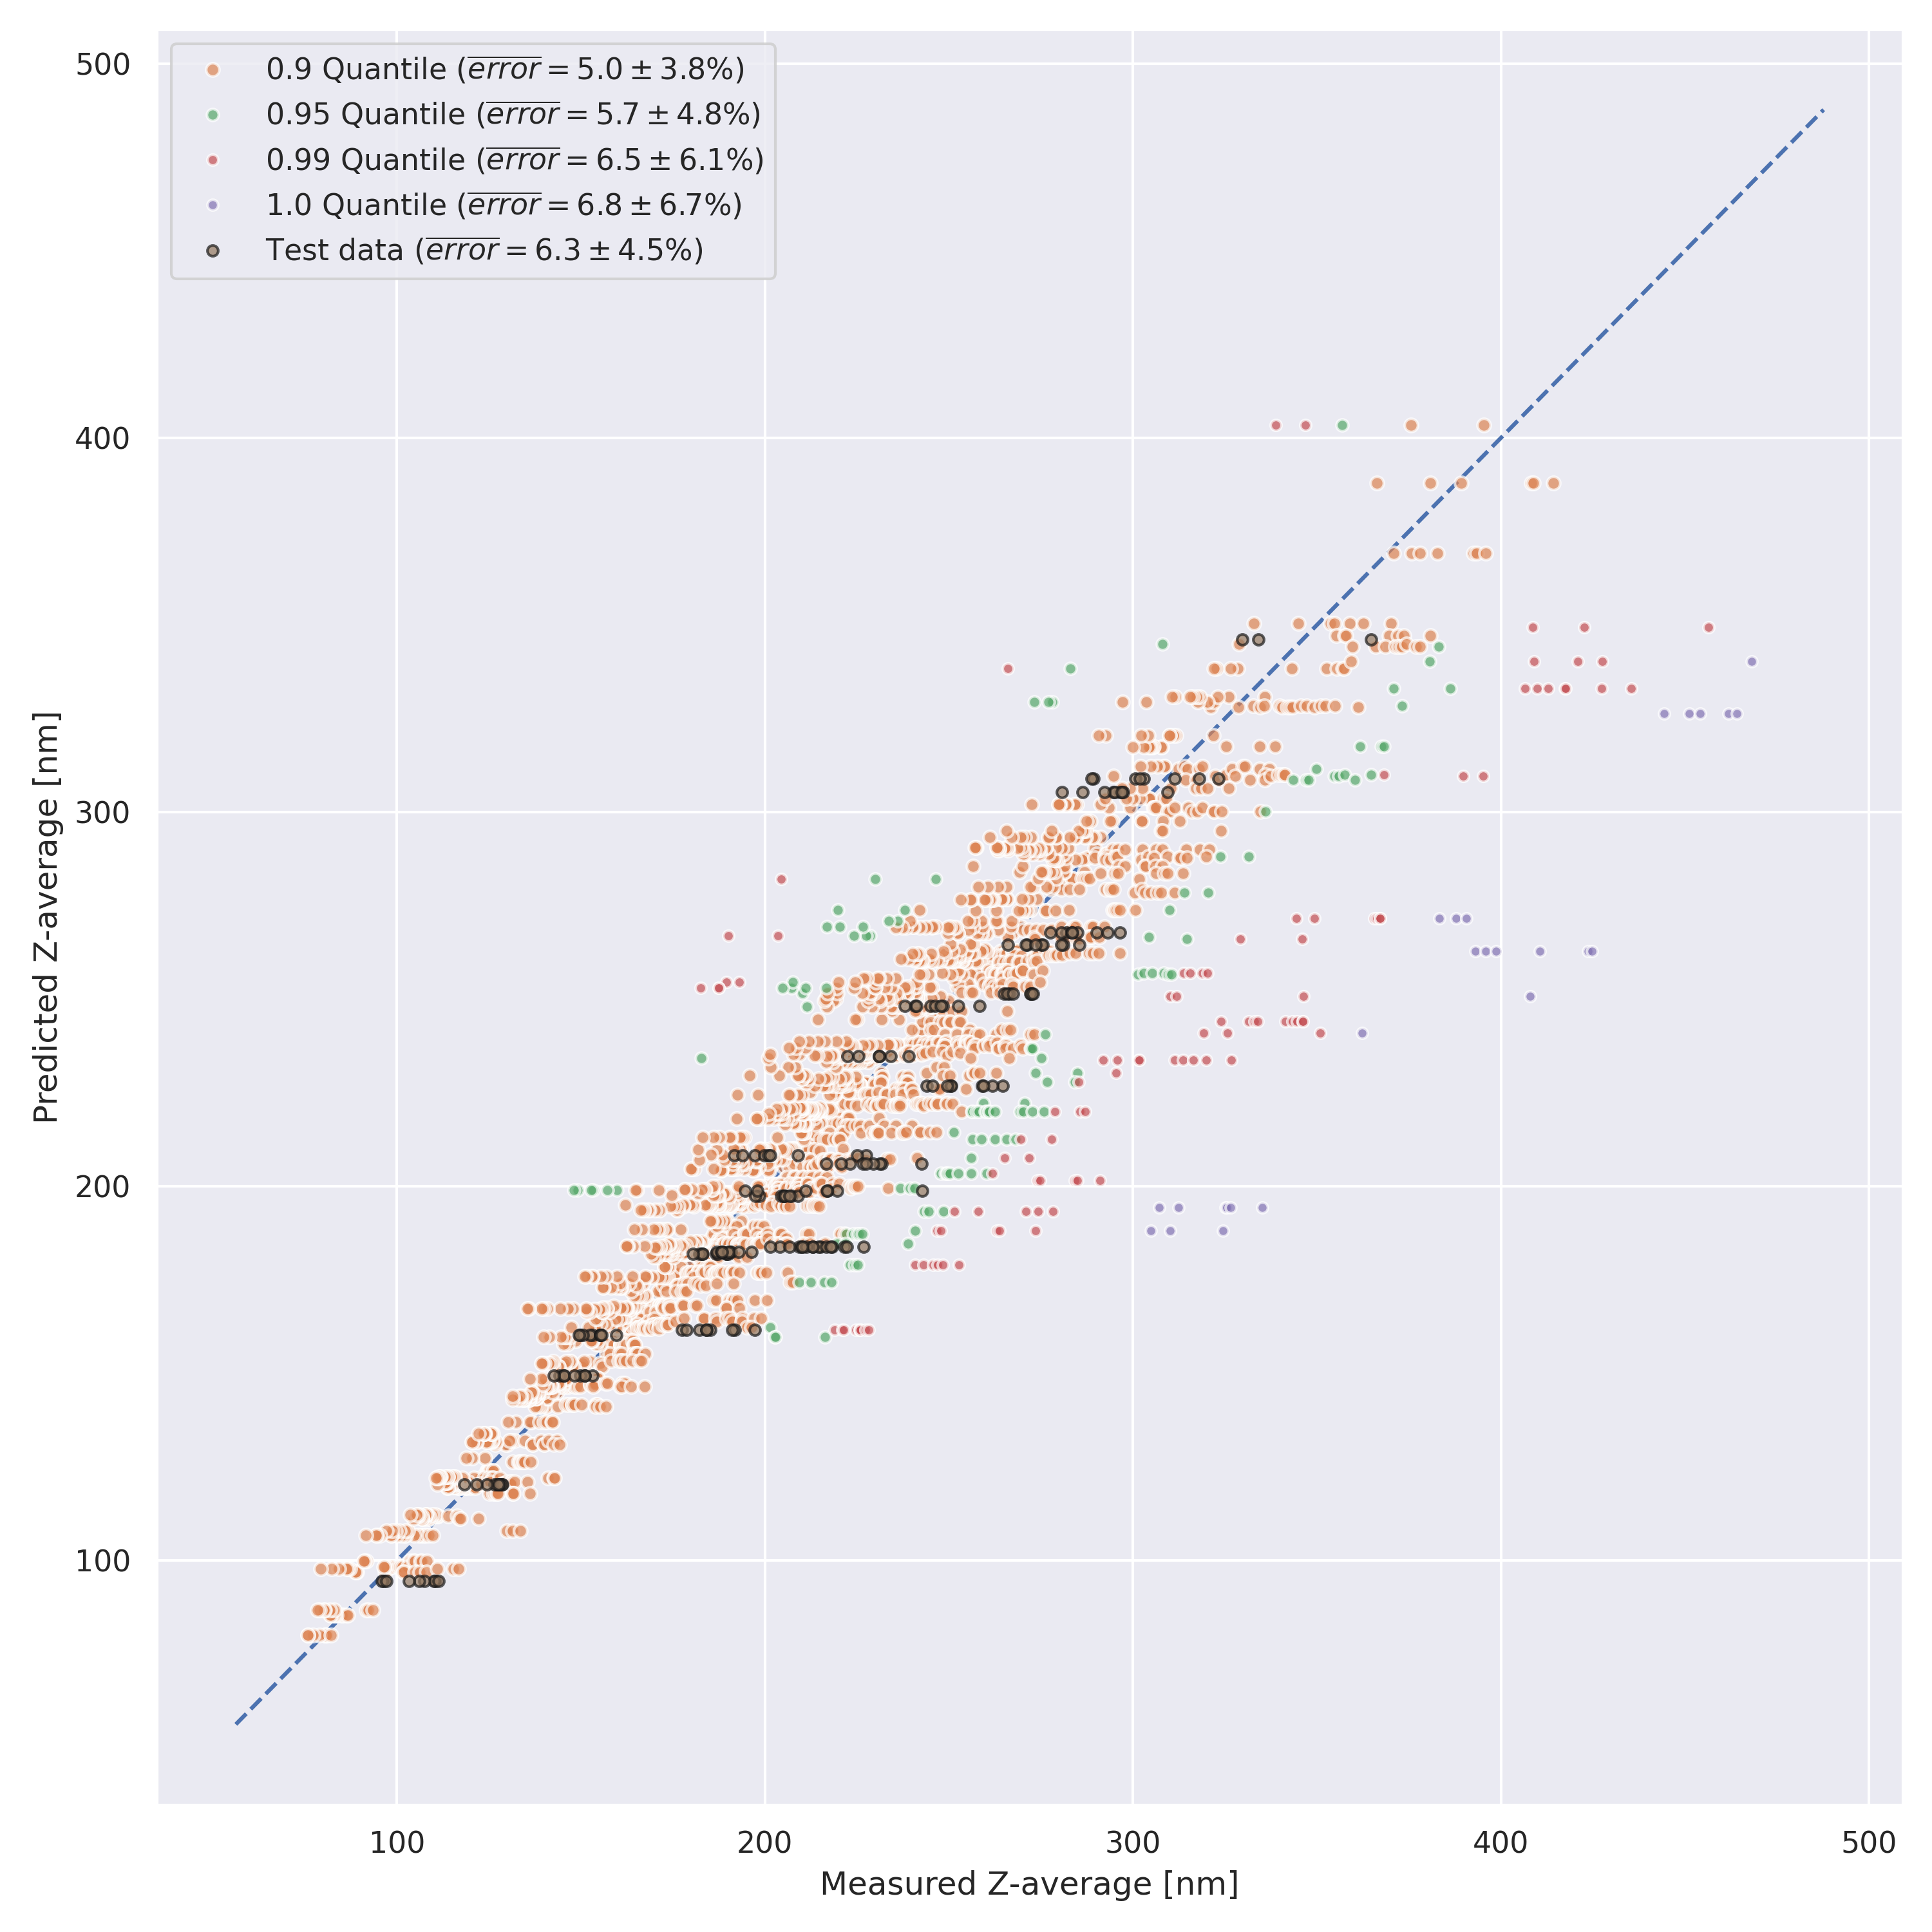 0.9 Quantile (error = 5.0 ± 3.8%)
0.95 Quantile (error = 5.7 ± 4.8%)
0.99 Quantile (error = 6.5 ± 6.1%)
1.0 Quantile (error = 6.8 ± 6.7%)
Test data (error = 6.3 ± 4.5%)
500
400
300
200
100
Predicted Z-average [nm]
100 200 300 400 500
Measured Z-average [nm]